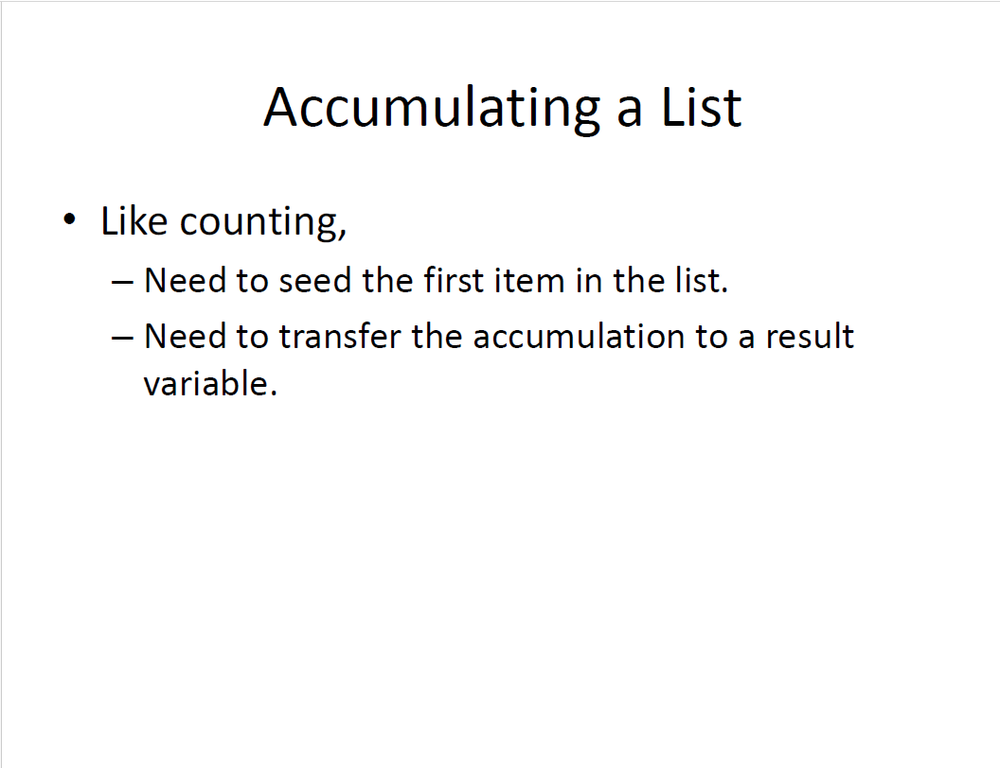 Accumulating a List
• Like counting,
– Need to seed the first item in the list.
– Need to transfer the accumulation to a result
variable.